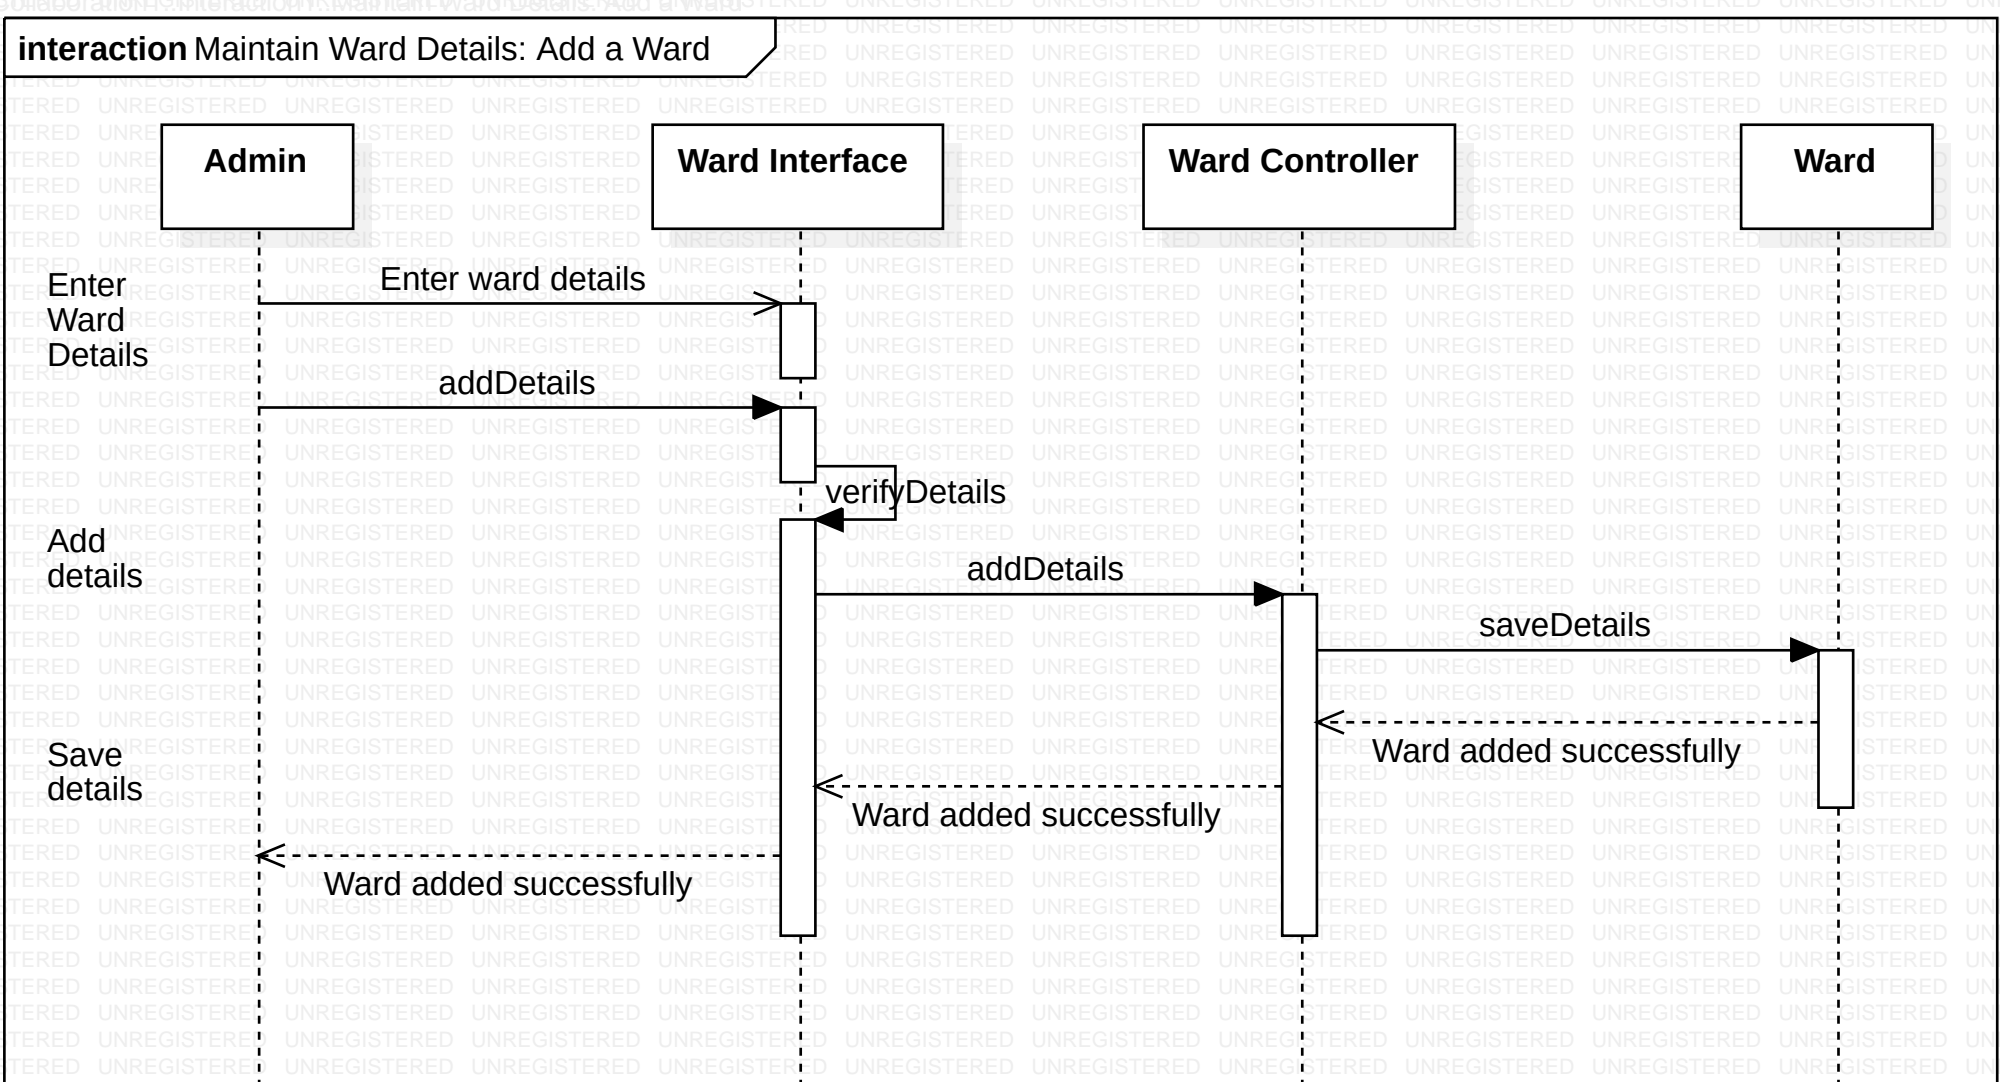 interaction Maintain Ward Details: Add a Ward
Admin
Ward Interface
Ward Controller
Ward
Enter ward details
Enter
Ward
Details
addDetails
verifyDetails
Add
details
addDetails
saveDetails
Ward added successfully
Save
details
Ward added successfully
Ward added successfully
UNREGISTERED